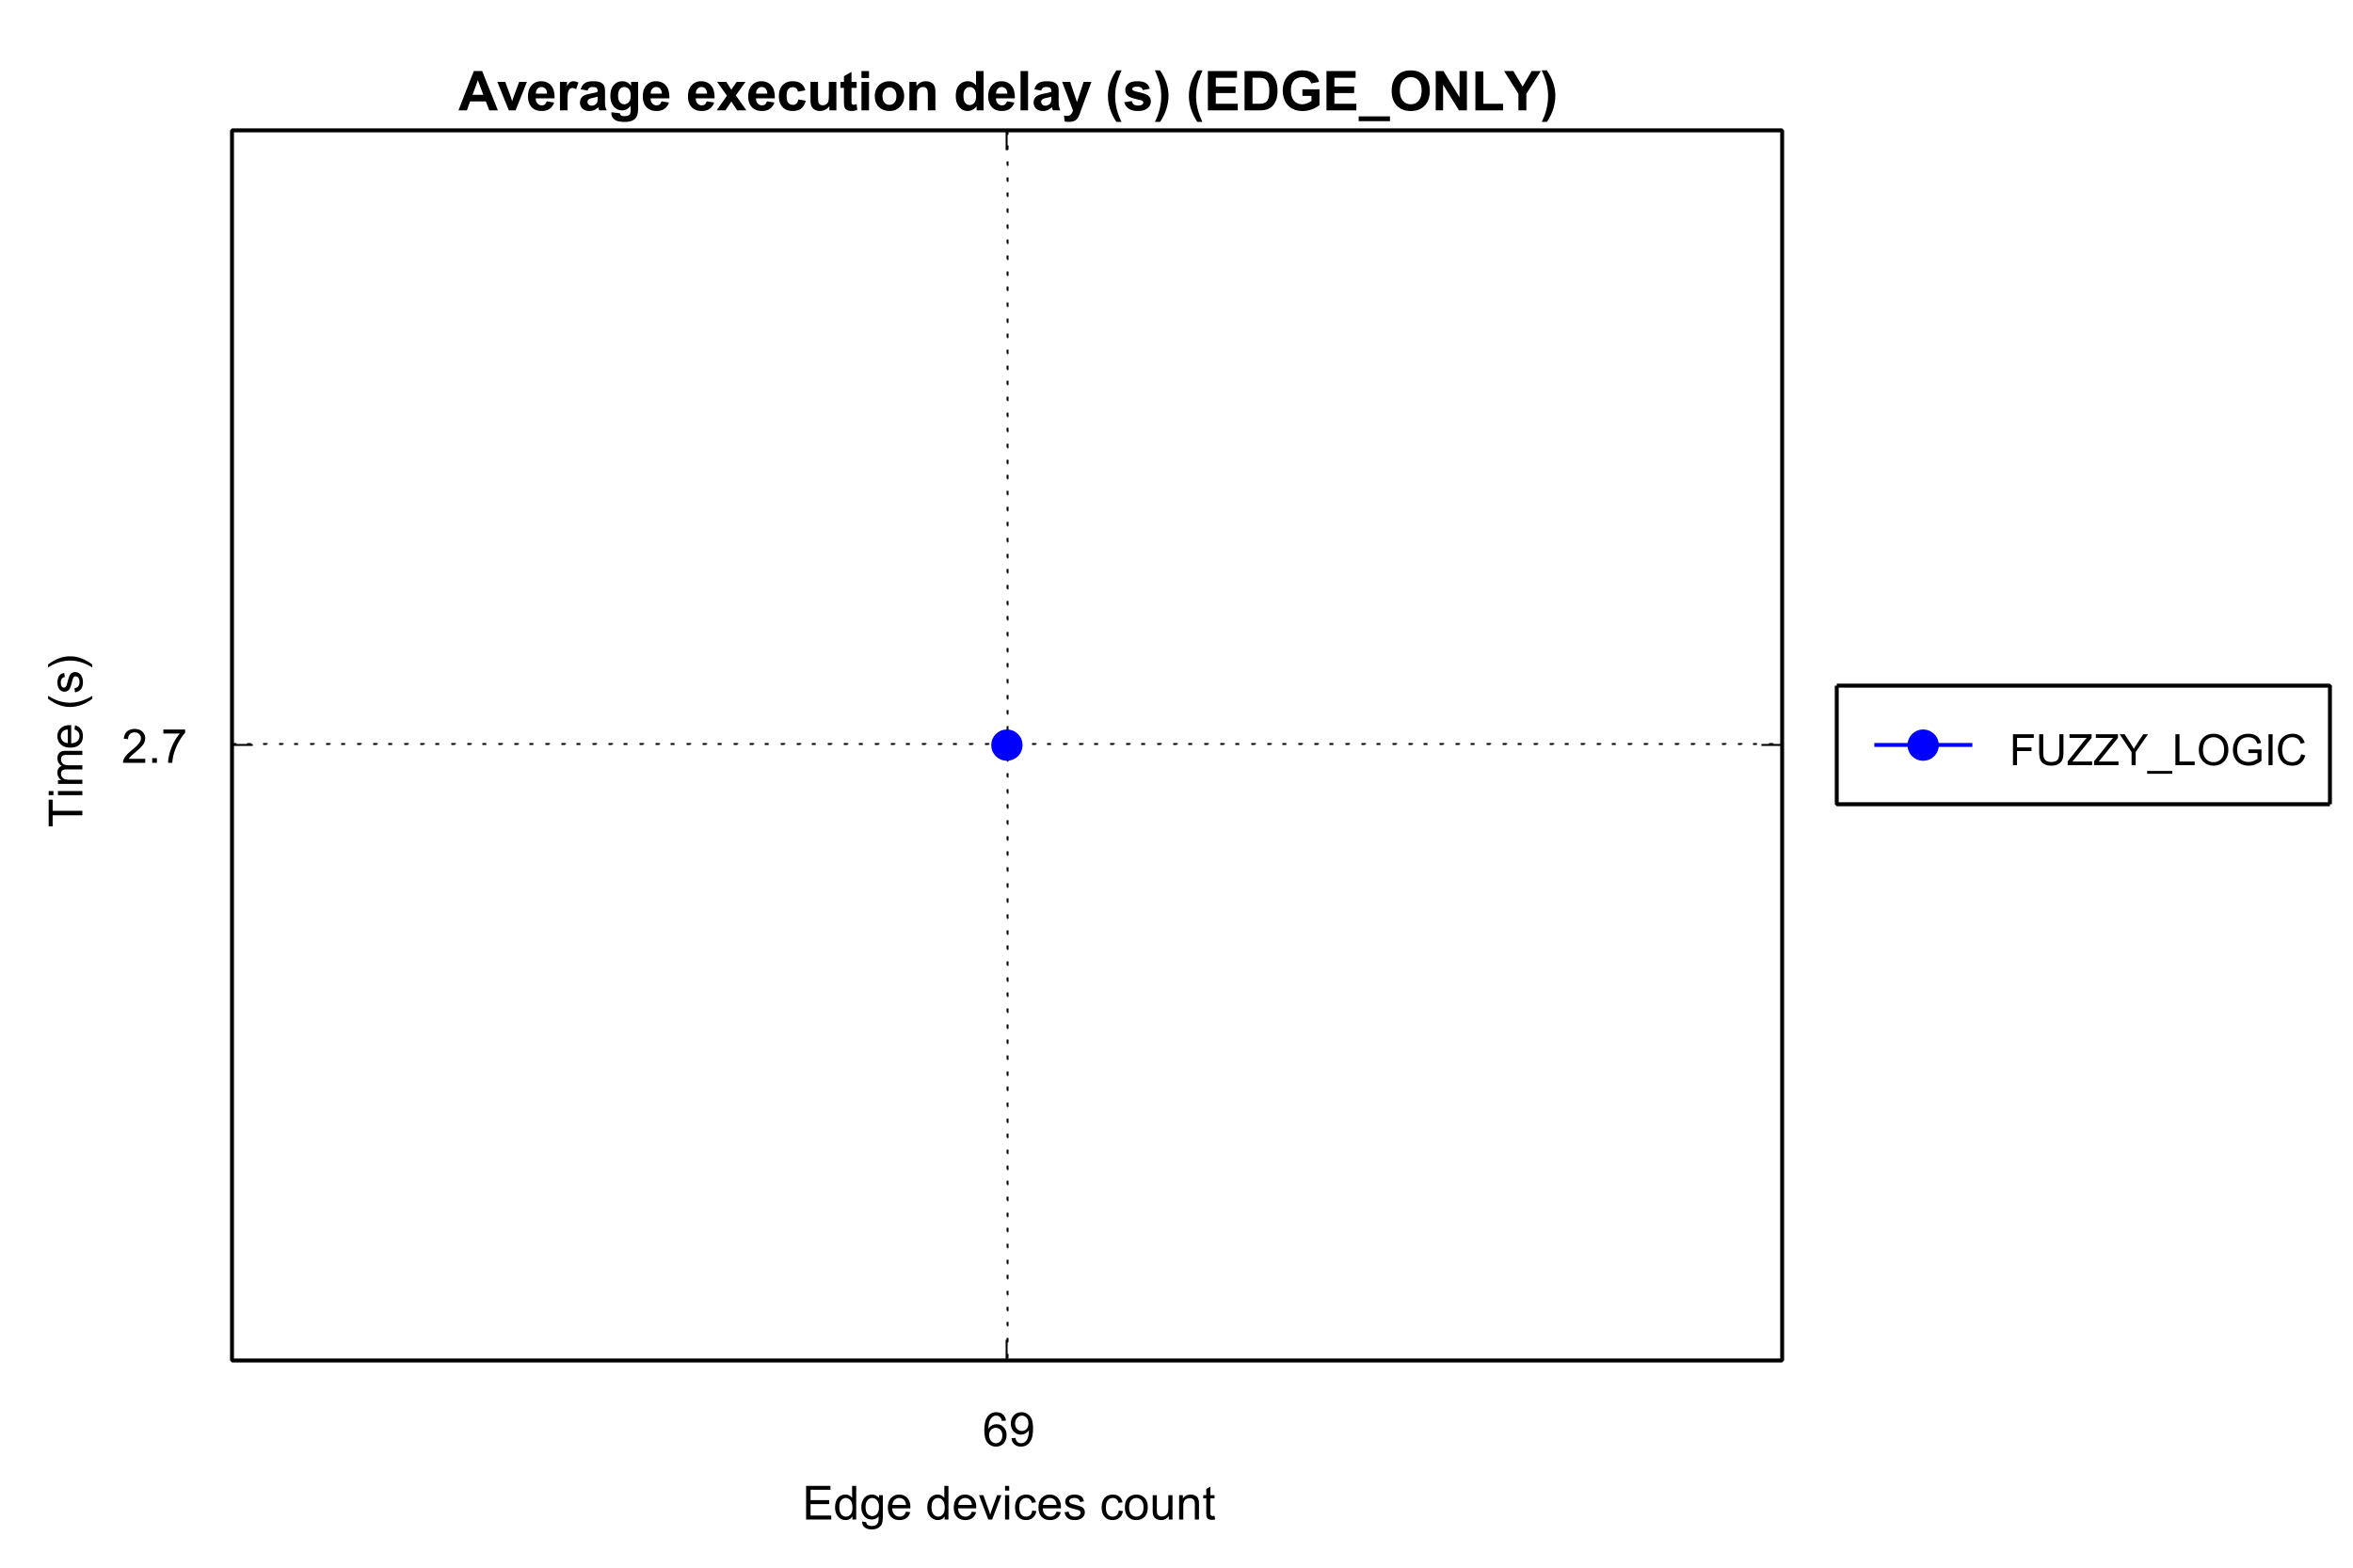 Average execution delay (s) (EDGE_ONLY)
Time (s)
2.7
FUZZY_LOGIC
69
Edge devices count